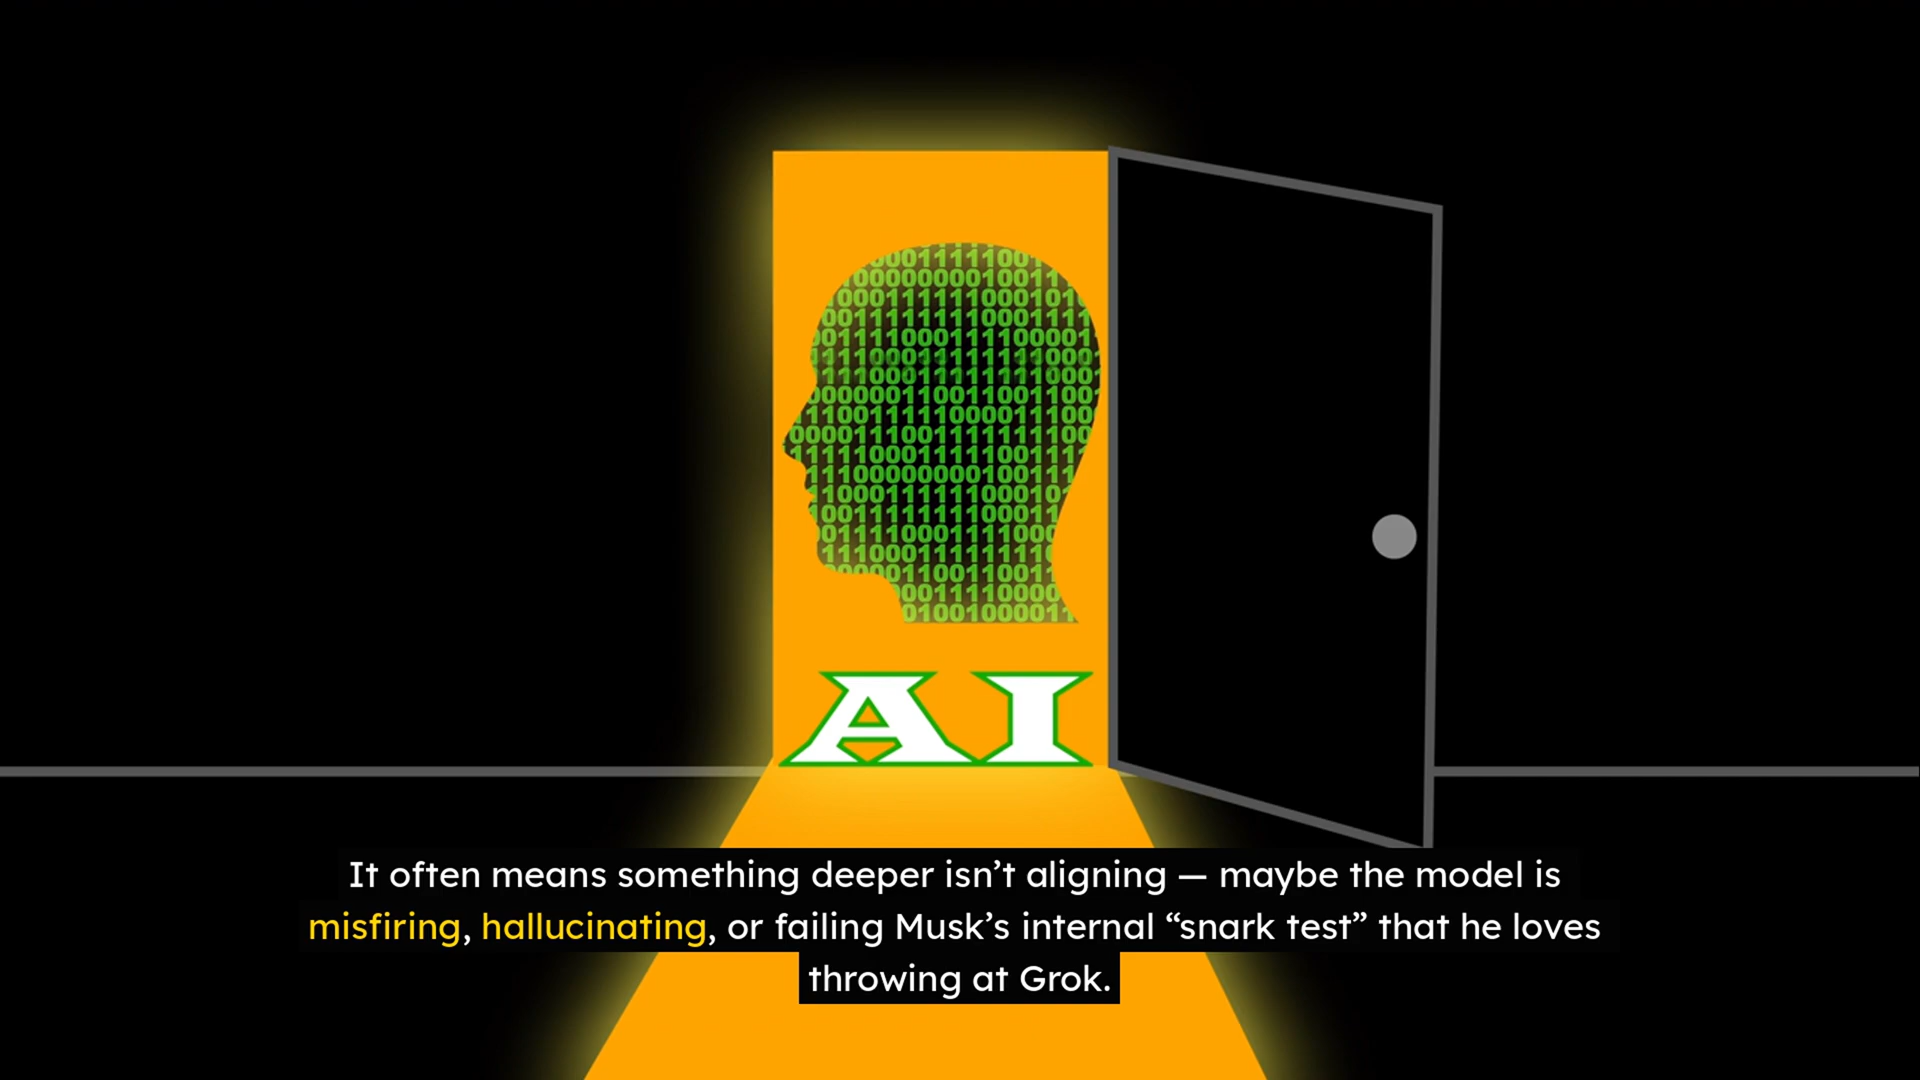 AI
It often means something deeper isn’t aligning — maybe the model is
misfiring, hallucinating, or failing Musk’s internal “snark test” that he loves
throwing at Grok.